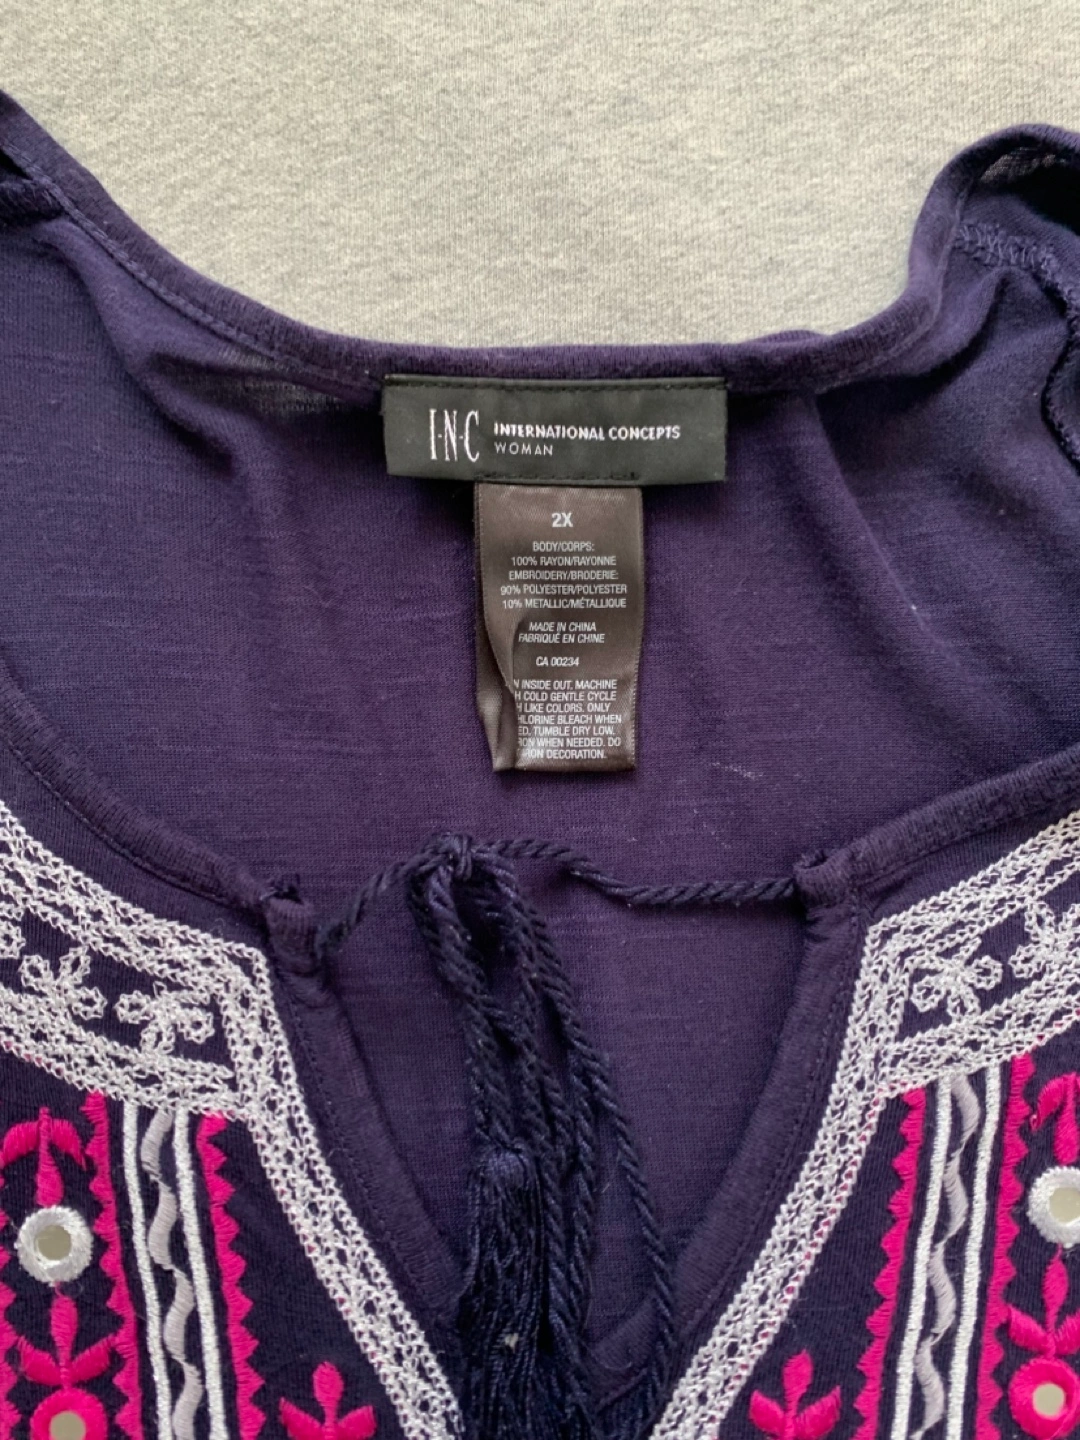 I·N·C INTERNATIONAL CONCEPTS
WOMAN
2X
BODY/CORPS:
100% RAYON/RAYONNE
EMBROIDERY/BRODERIE:
90% POLYESTER/POLYESTER
10% METALLIC/MÉTALLIQUE
MADE IN CHINA
FABRIQUÉ EN CHINE
CA 00234
INSIDE OUT. MACHINE
COLD GENTLE CYCLE
LIKE COLORS. ONLY
BLEACH WHEN
TUMBLE DRY LOW.
WHEN NEEDED. DO
DECORATION.